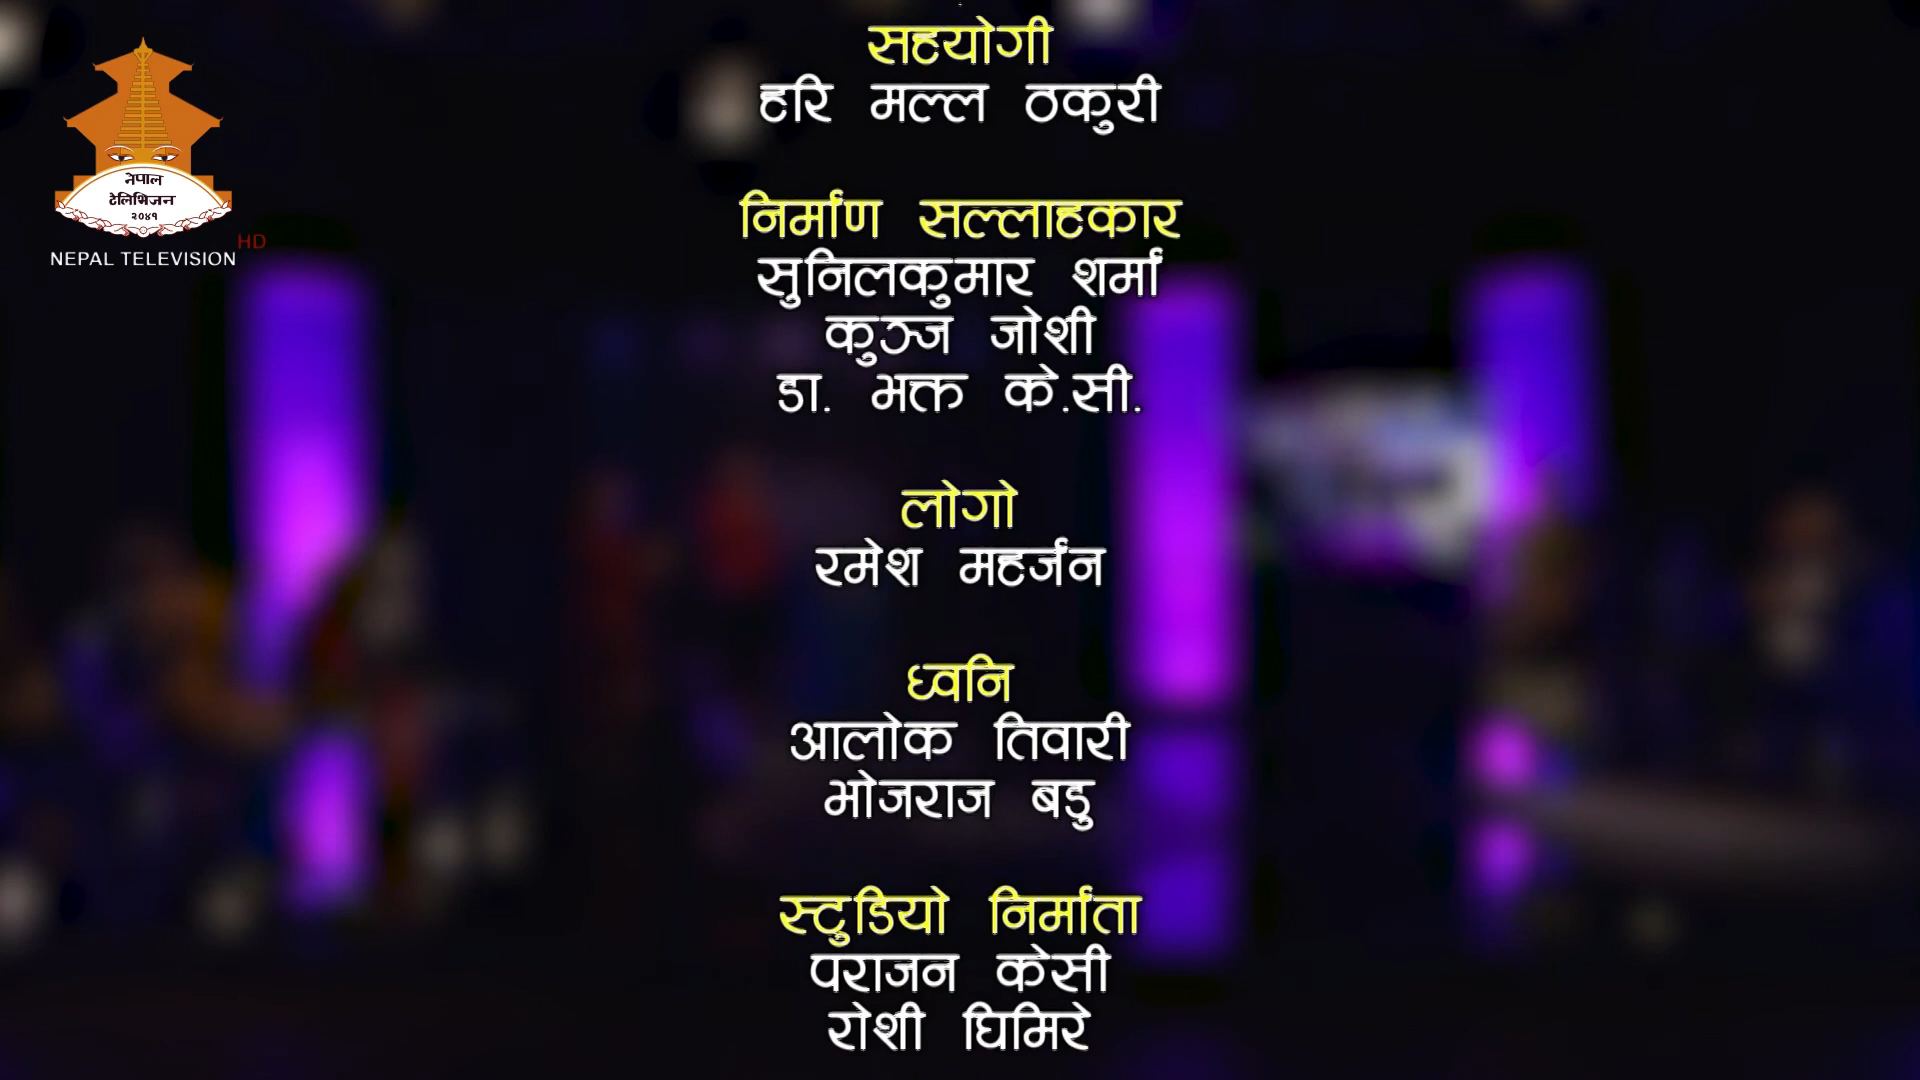 सहयोगी
हरि मल्ल ठकुरी
नेपाल
टेलिभिजन
२०४१
HD
NEPAL TELEVISION
निर्माण सल्लाहकार
सुनिलकुमार शर्मा
कुञ्ज जोशी
डा. भक्त के.सी.
लोगो
रमेश महर्जन
ध्वनि
आलोक तिवारी
भोजराज बडु
स्टुडियो निर्माता
पराजन केसी
रोशी घिमिरे